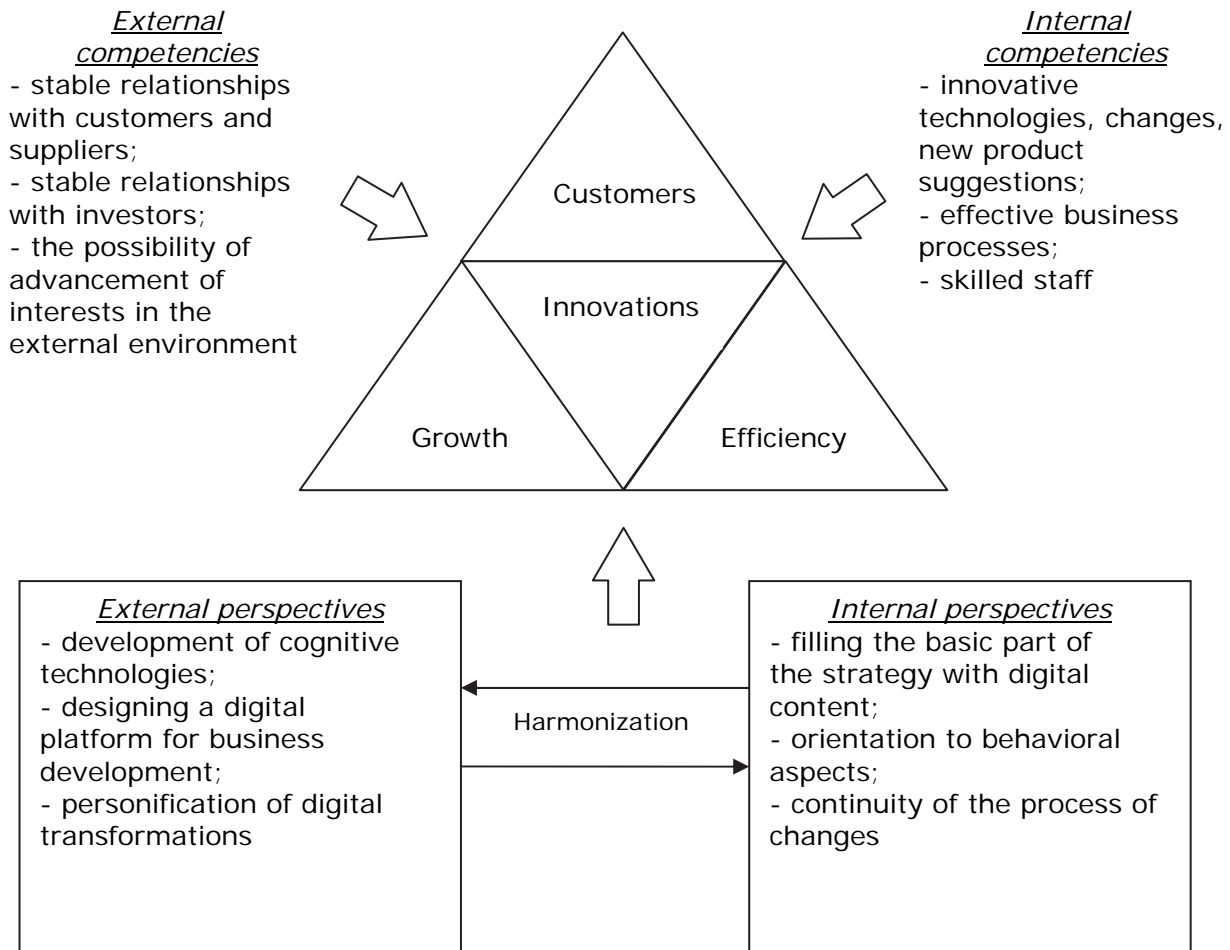 External
competencies
- stable relationships
with customers and
suppliers;
- stable relationships
with investors;
- the possibility of
advancement of
interests in the
external environment
Internal
competencies
- innovative
technologies, changes,
new product
suggestions;
- effective business
processes;
- skilled staff
Customers
Innovations
Growth
Efficiency
External perspectives
- development of cognitive
technologies;
- designing a digital
platform for business
development;
- personification of digital
transformations
Harmonization
Internal perspectives
- filling the basic part of
the strategy with digital
content;
- orientation to behavioral
aspects;
- continuity of the process of
changes